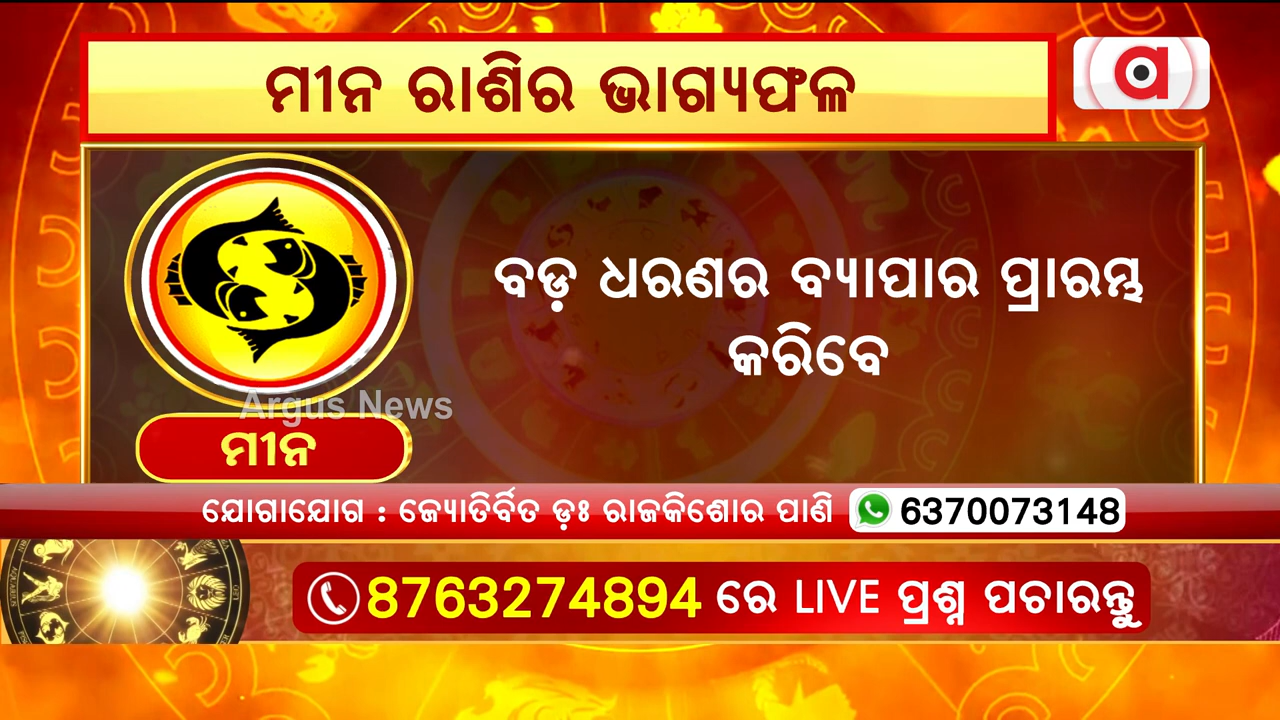 ମୀନ ରାଶିର ଭାଗ୍ୟଫଳ
a
ବଡ଼ ଧରଣର ବ୍ୟାପାର ପ୍ରାରମ୍ଭ
କରିବେ
Argus News
ମୀନ
ଯୋଗାଯୋଗ : ଜ୍ୟୋତିର୍ବିତ ଡ଼ଃ ରାଜକିଶୋର ପାଣି 6370073148
8763274894 ରେ LIVE ପ୍ରଶ୍ନ ପଚାରନ୍ତୁ